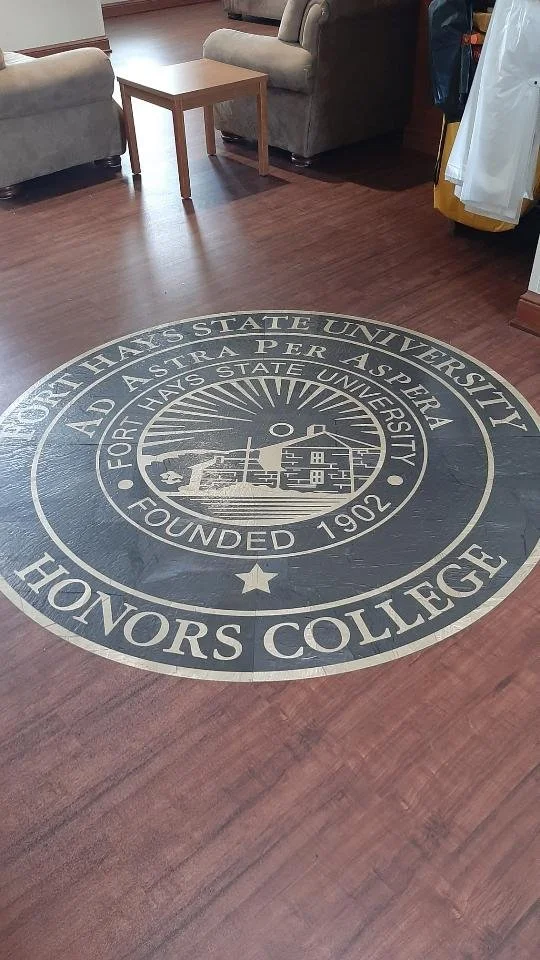 FORT HAYS STATE UNIVERSITY
AD ASTRA PER ASPERA
FORT HAYS STATE UNIVERSITY
FOUNDED 1902
HONORS COLLEGE